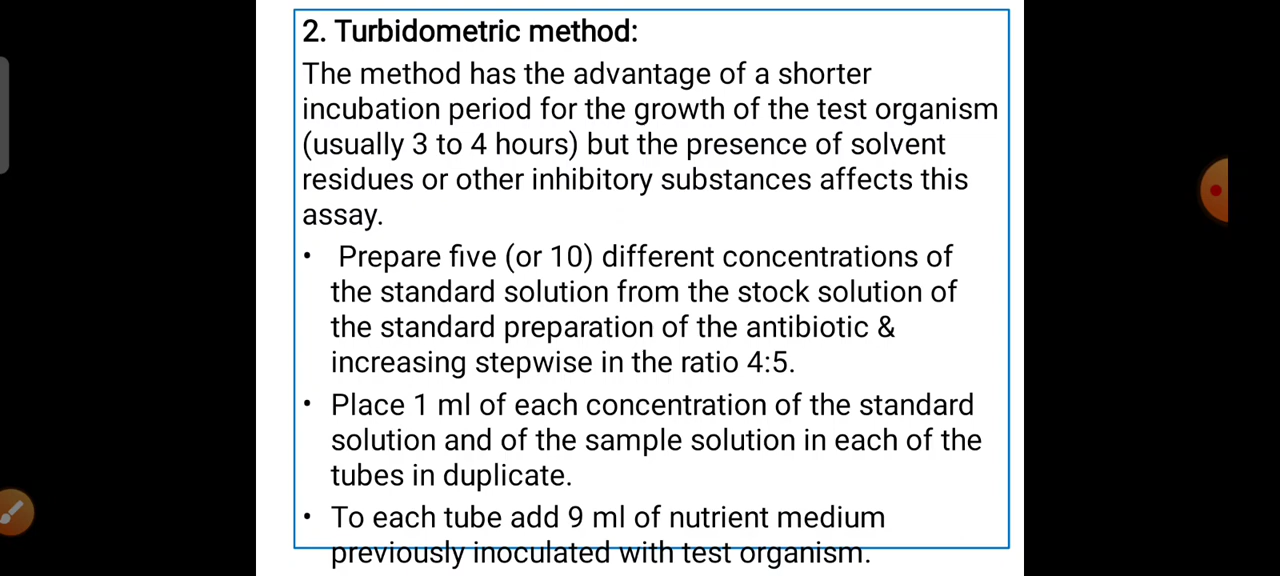 2. Turbidometric method:
The method has the advantage of a shorter
incubation period for the growth of the test organism
(usually 3 to 4 hours) but the presence of solvent
residues or other inhibitory substances affects this
assay.
• Prepare five (or 10) different concentrations of
the standard solution from the stock solution of
the standard preparation of the antibiotic &
increasing stepwise in the ratio 4:5.
• Place 1 ml of each concentration of the standard
solution and of the sample solution in each of the
tubes in duplicate.
• To each tube add 9 ml of nutrient medium
previously inoculated with test organism.